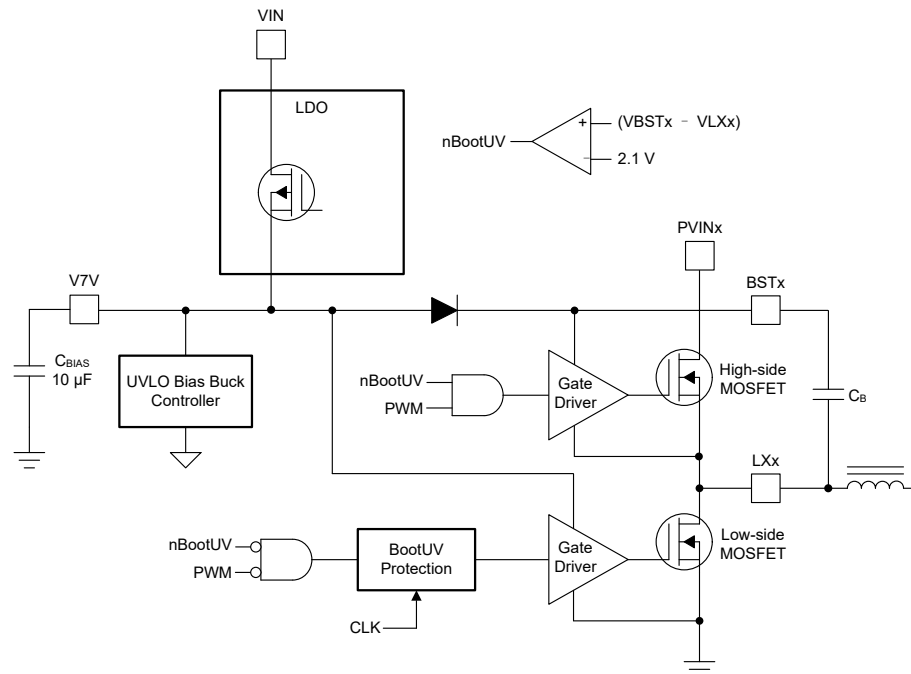 VIN
LDO
nBootUV
+
(VBSTx - VLXx)
-
2.1 V
PVINx
V7V
BSTx
CBIAS
10 µF
UVLO Bias Buck
Controller
nBootUV
PWM
Gate
Driver
High-side
MOSFET
CB
LXx
nBootUV
PWM
BootUV
Protection
Gate
Driver
Low-side
MOSFET
CLK